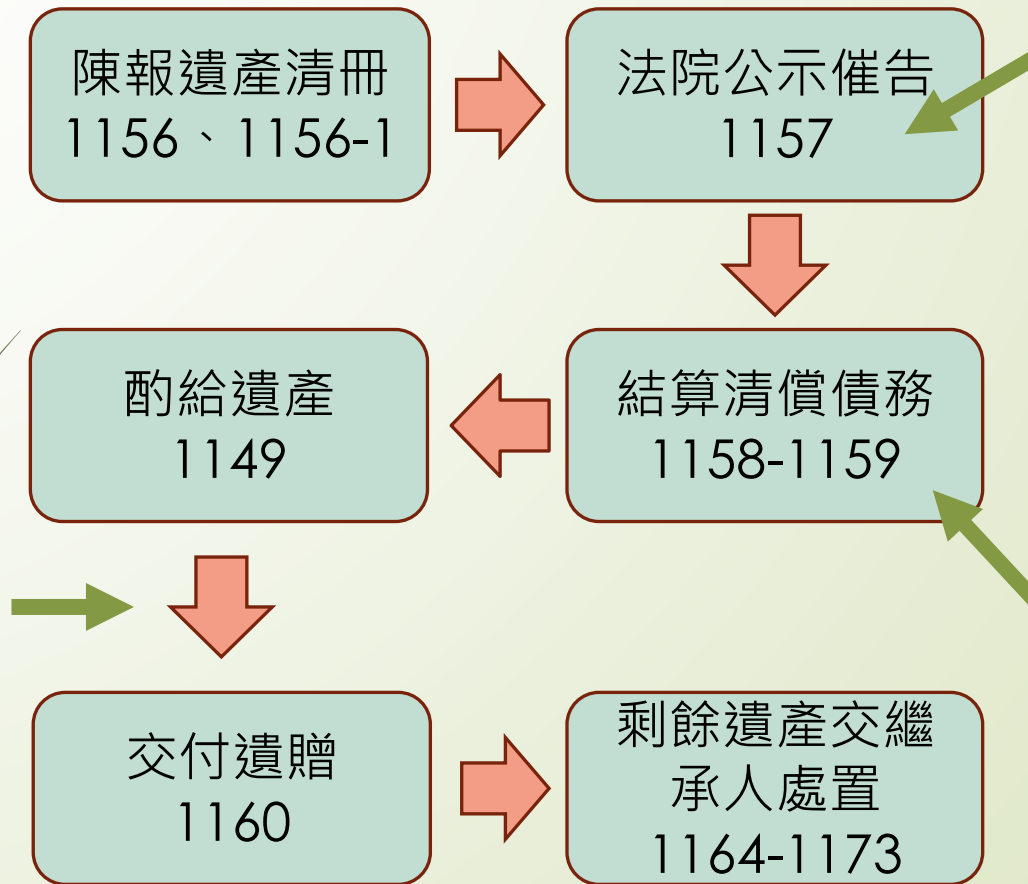 陳報遺產清冊
1156、1156-1
法院公示催告
1157
結算清償債務
1158-1159
酌給遺產
1149
交付遺贈
1160
剩餘遺產交繼
承人處置
1164-1173